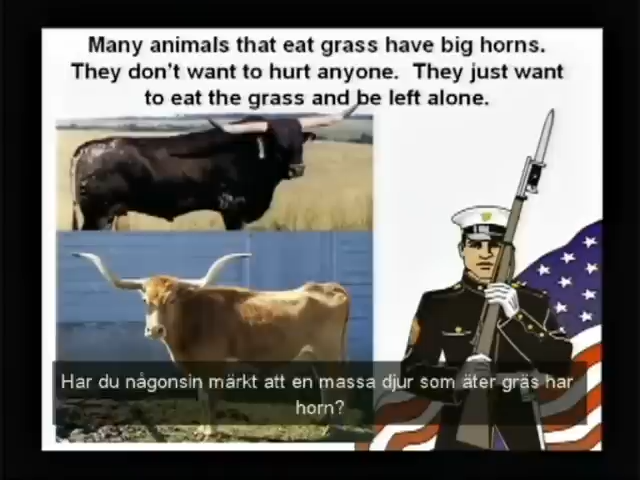 Many animals that eat grass have big horns.
They don't want to hurt anyone. They just want
to eat the grass and be left alone.
Har du någonsin märkt att en massa djur som äter gräs har
horn?